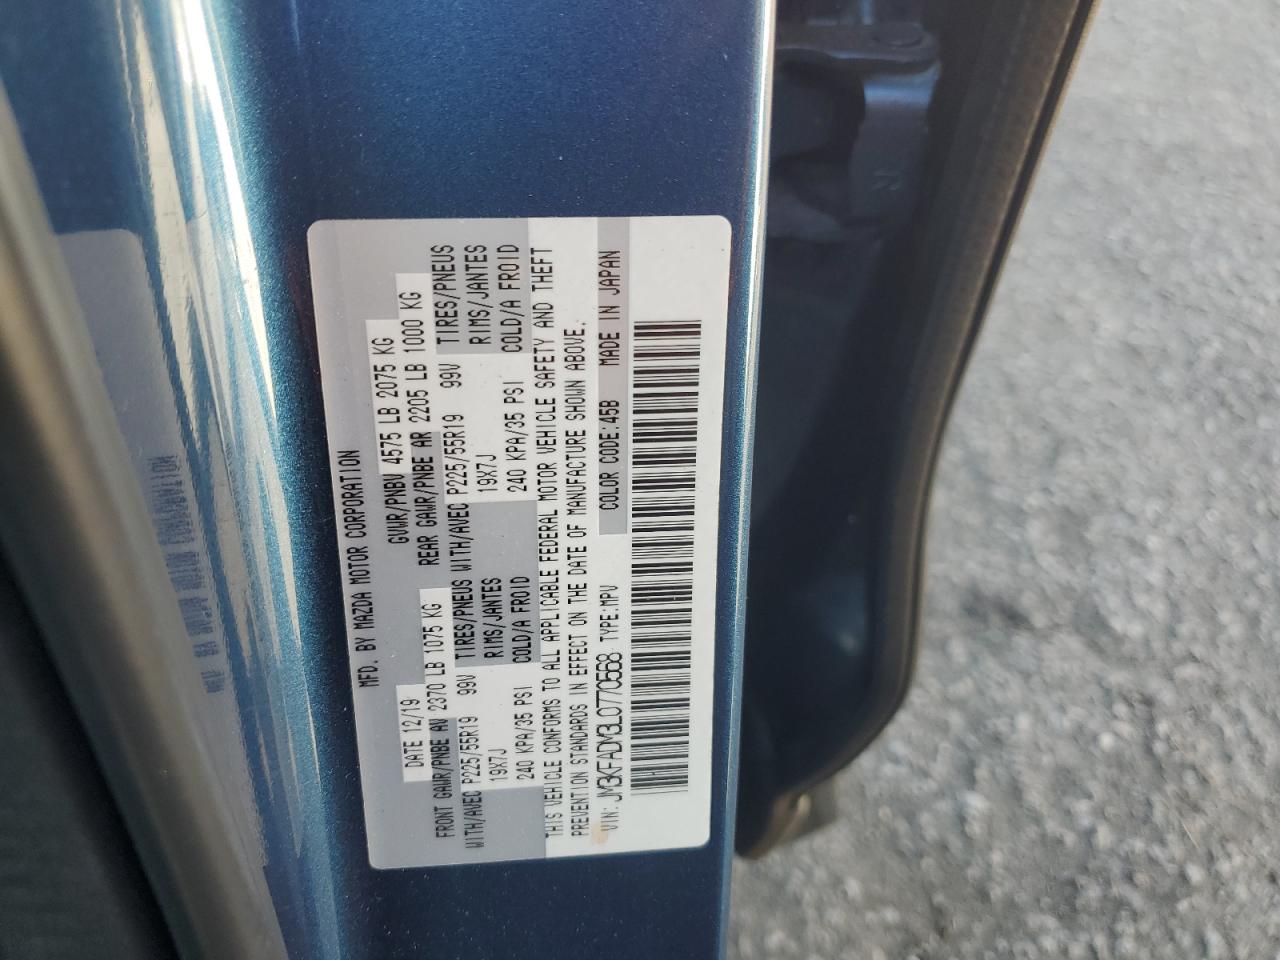 MFD. BY MAZDA MOTOR CORPORATION
DATE 12/19 GVWR/PNBV 4575 LB 2075 KG
FRONT GAWR/PNBE AV 2370 LB 1075 KG REAR GAWR/PNBE AR 2205 LB 1000 KG
WITH/AVEC P225/55R19 99V TIRES/PNEUS WITH/AVEC P225/55R19 99V TIRES/PNEUS
19X7J RIMS/JANTES 19X7J RIMS/JANTES
240 KPA/35 PSI COLD/A FROID 240 KPA/35 PSI COLD/A FROID
THIS VEHICLE CONFORMS TO ALL APPLICABLE FEDERAL MOTOR VEHICLE SAFETY AND THEFT
PREVENTION STANDARDS IN EFFECT ON THE DATE OF MANUFACTURE SHOWN ABOVE.
VIN: JM3KFADM3L0770568 TYPE:MPV COLOR CODE:45B MADE IN JAPAN